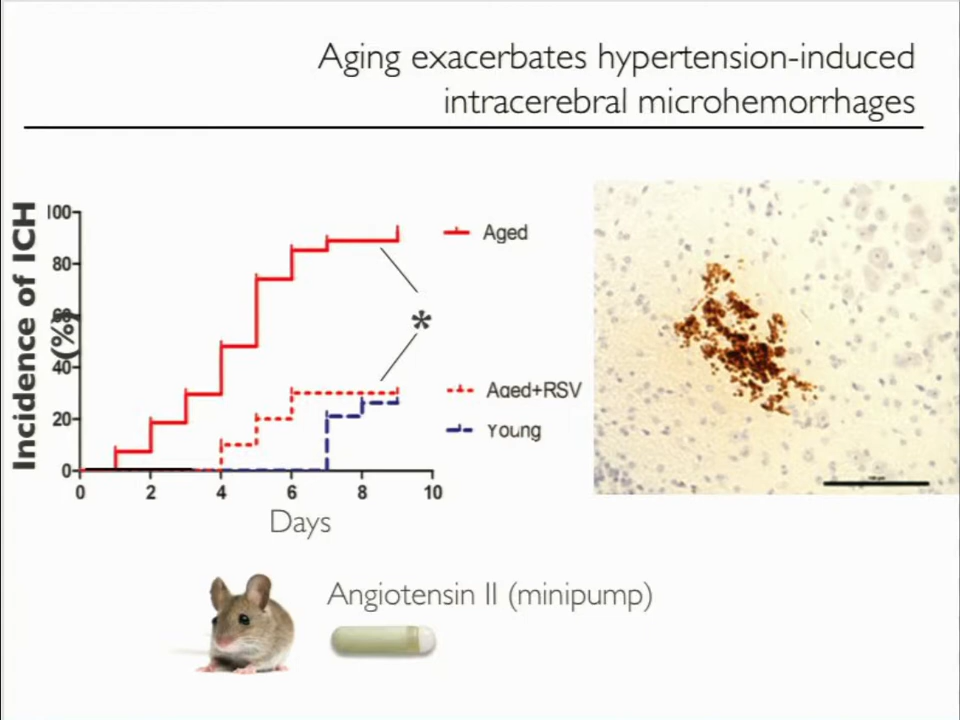 Aging exacerbates hypertension-induced
intracerebral microhemorrhages
Incidence of ICH
(%)
100
80
60
40
20
0
0 2 4 6 8 10
Days
Aged
*
Aged+RSV
Young
Angiotensin II (minipump)